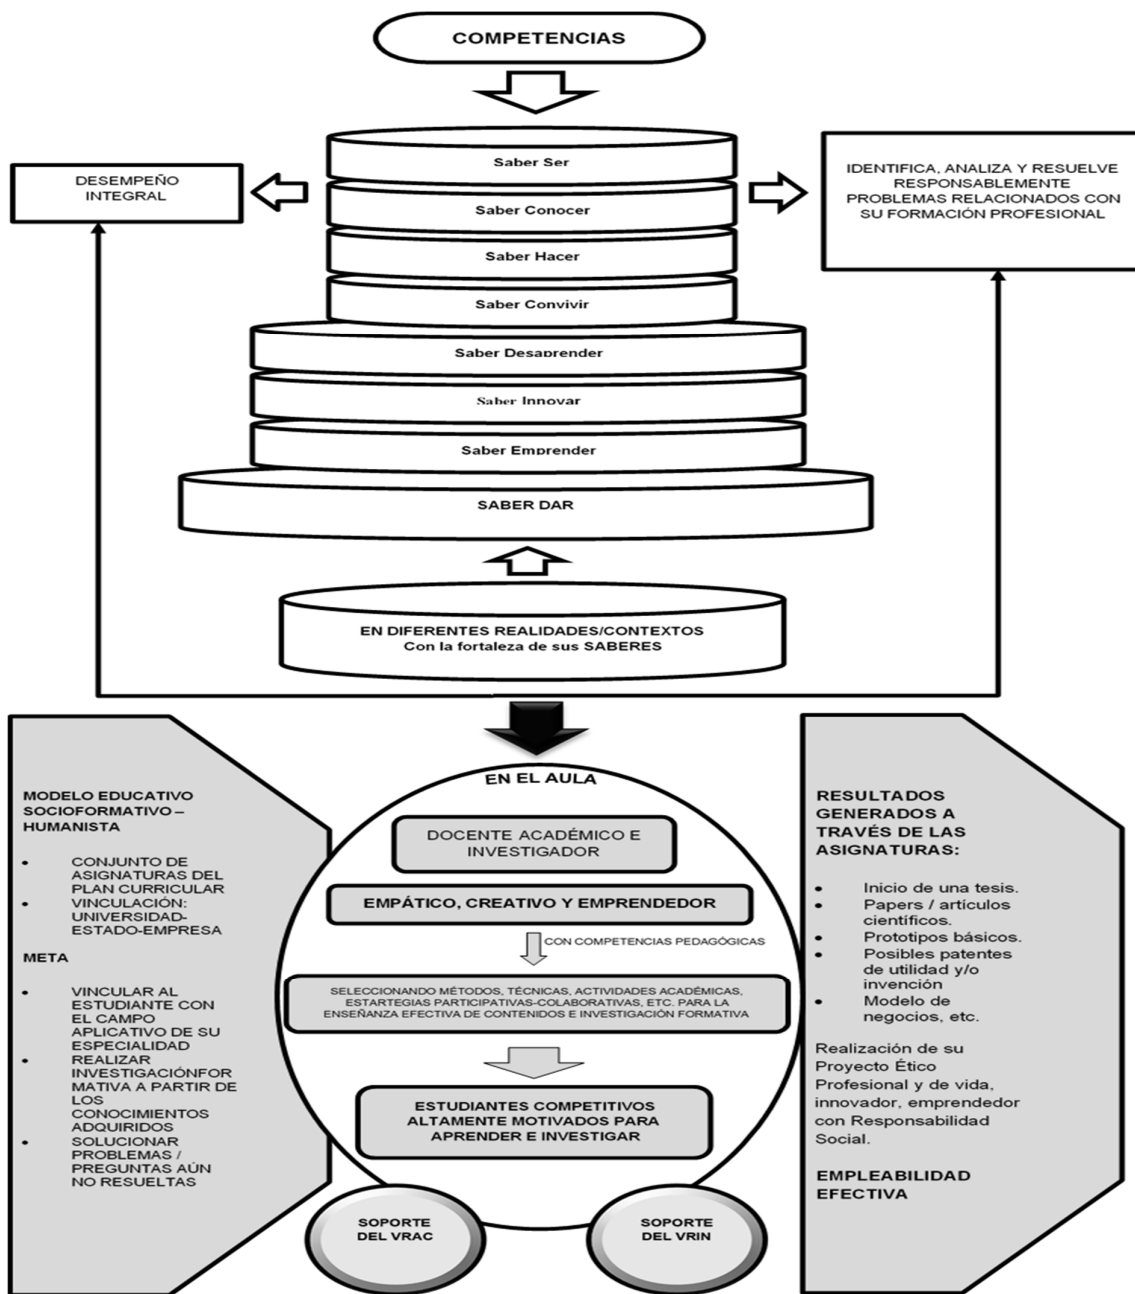 COMPETENCIAS
Saber Ser
Saber Conocer
Saber Hacer
Saber Convivir
Saber Desaprender
Saber Innovar
Saber Emprender
SABER DAR
DESEMPEÑO
INTEGRAL
IDENTIFICA, ANALIZA Y RESUELVE
RESPONSABLEMENTE
PROBLEMAS RELACIONADOS CON
SU FORMACIÓN PROFESIONAL
EN DIFERENTES REALIDADES/CONTEXTOS
Con la fortaleza de sus SABERES
MODELO EDUCATIVO
SOCIOFORMATIVO –
HUMANISTA
• CONJUNTO DE
ASIGNATURAS DEL
PLAN CURRICULAR
• VINCULACIÓN:
UNIVERSIDAD-
ESTADO-EMPRESA
META
• VINCULAR AL
ESTUDIANTE CON
EL CAMPO
APLICATIVO DE SU
ESPECIALIDAD
• REALIZAR
INVESTIGACIÓNFOR
MATIVA A PARTIR DE
LOS
CONOCIMIENTOS
ADQUIRIDOS
• SOLUCIONAR
PROBLEMAS /
PREGUNTAS AÚN
NO RESUELTAS
EN EL AULA
DOCENTE ACADÉMICO E
INVESTIGADOR
EMPÁTICO, CREATIVO Y EMPRENDEDOR
CON COMPETENCIAS PEDAGÓGICAS
SELECCIONANDO MÉTODOS, TÉCNICAS, ACTIVIDADES ACADÉMICAS,
ESTARTEGIAS PARTICIPATIVAS-COLABORATIVAS, ETC. PARA LA
ENSEÑANZA EFECTIVA DE CONTENIDOS E INVESTIGACIÓN FORMATIVA
ESTUDIANTES COMPETITIVOS
ALTAMENTE MOTIVADOS PARA
APRENDER E INVESTIGAR
SOPORTE
DEL VRAC
SOPORTE
DEL VRIN
RESULTADOS
GENERADOS A
TRAVÉS DE LAS
ASIGNATURAS:
• Inicio de una tesis.
• Papers / artículos
científicos.
• Prototipos básicos.
• Posibles patentes
de utilidad y/o
invención
• Modelo de
negocios, etc.
Realización de su
Proyecto Ético
Profesional y de vida,
innovador, emprendedor
con Responsabilidad
Social.
EMPLEABILIDAD
EFECTIVA